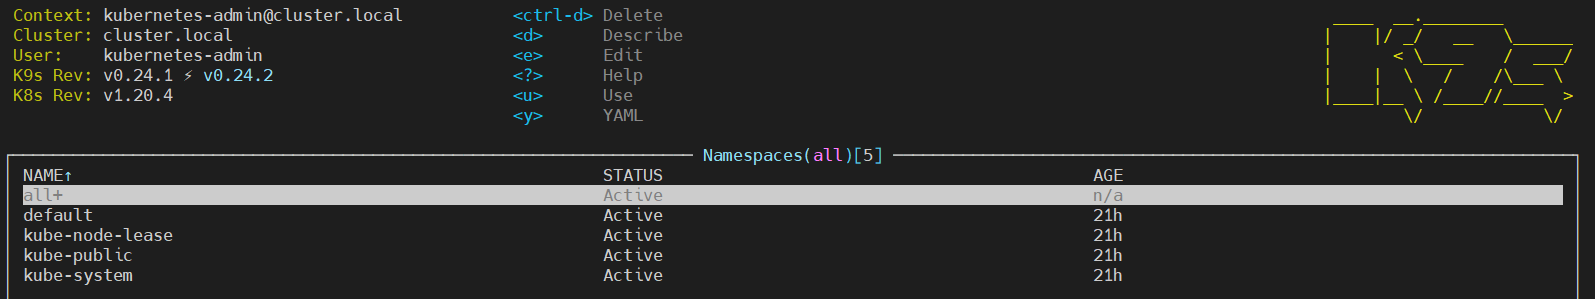 Context: kubernetes-admin@cluster.local
Cluster: cluster.local
User: kubernetes-admin
K9s Rev: v0.24.1 ⚡ v0.24.2
K8s Rev: v1.20.4
<ctrl-d> Delete
<d> Describe
<e> Edit
<?> Help
<u> Use
<y> YAML
K9s
Namespaces(all)[5]
NAME↑ STATUS AGE
all+ Active n/a
default Active 21h
kube-node-lease Active 21h
kube-public Active 21h
kube-system Active 21h